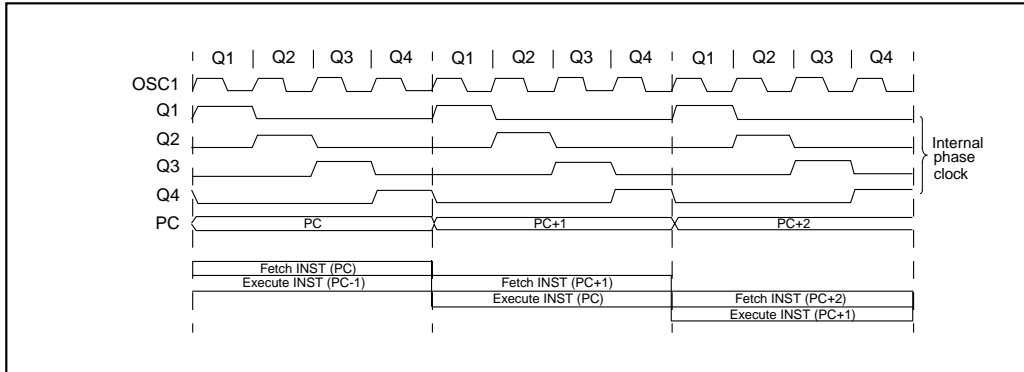 Q1 Q2 Q3 Q4 Q1 Q2 Q3 Q4 Q1 Q2 Q3 Q4
OSC1
Q1
Q2
Q3
Q4
PC PC PC+1 PC+2
Internal
phase
clock
Fetch INST (PC)
Execute INST (PC-1) Fetch INST (PC+1)
Execute INST (PC) Fetch INST (PC+2)
Execute INST (PC+1)